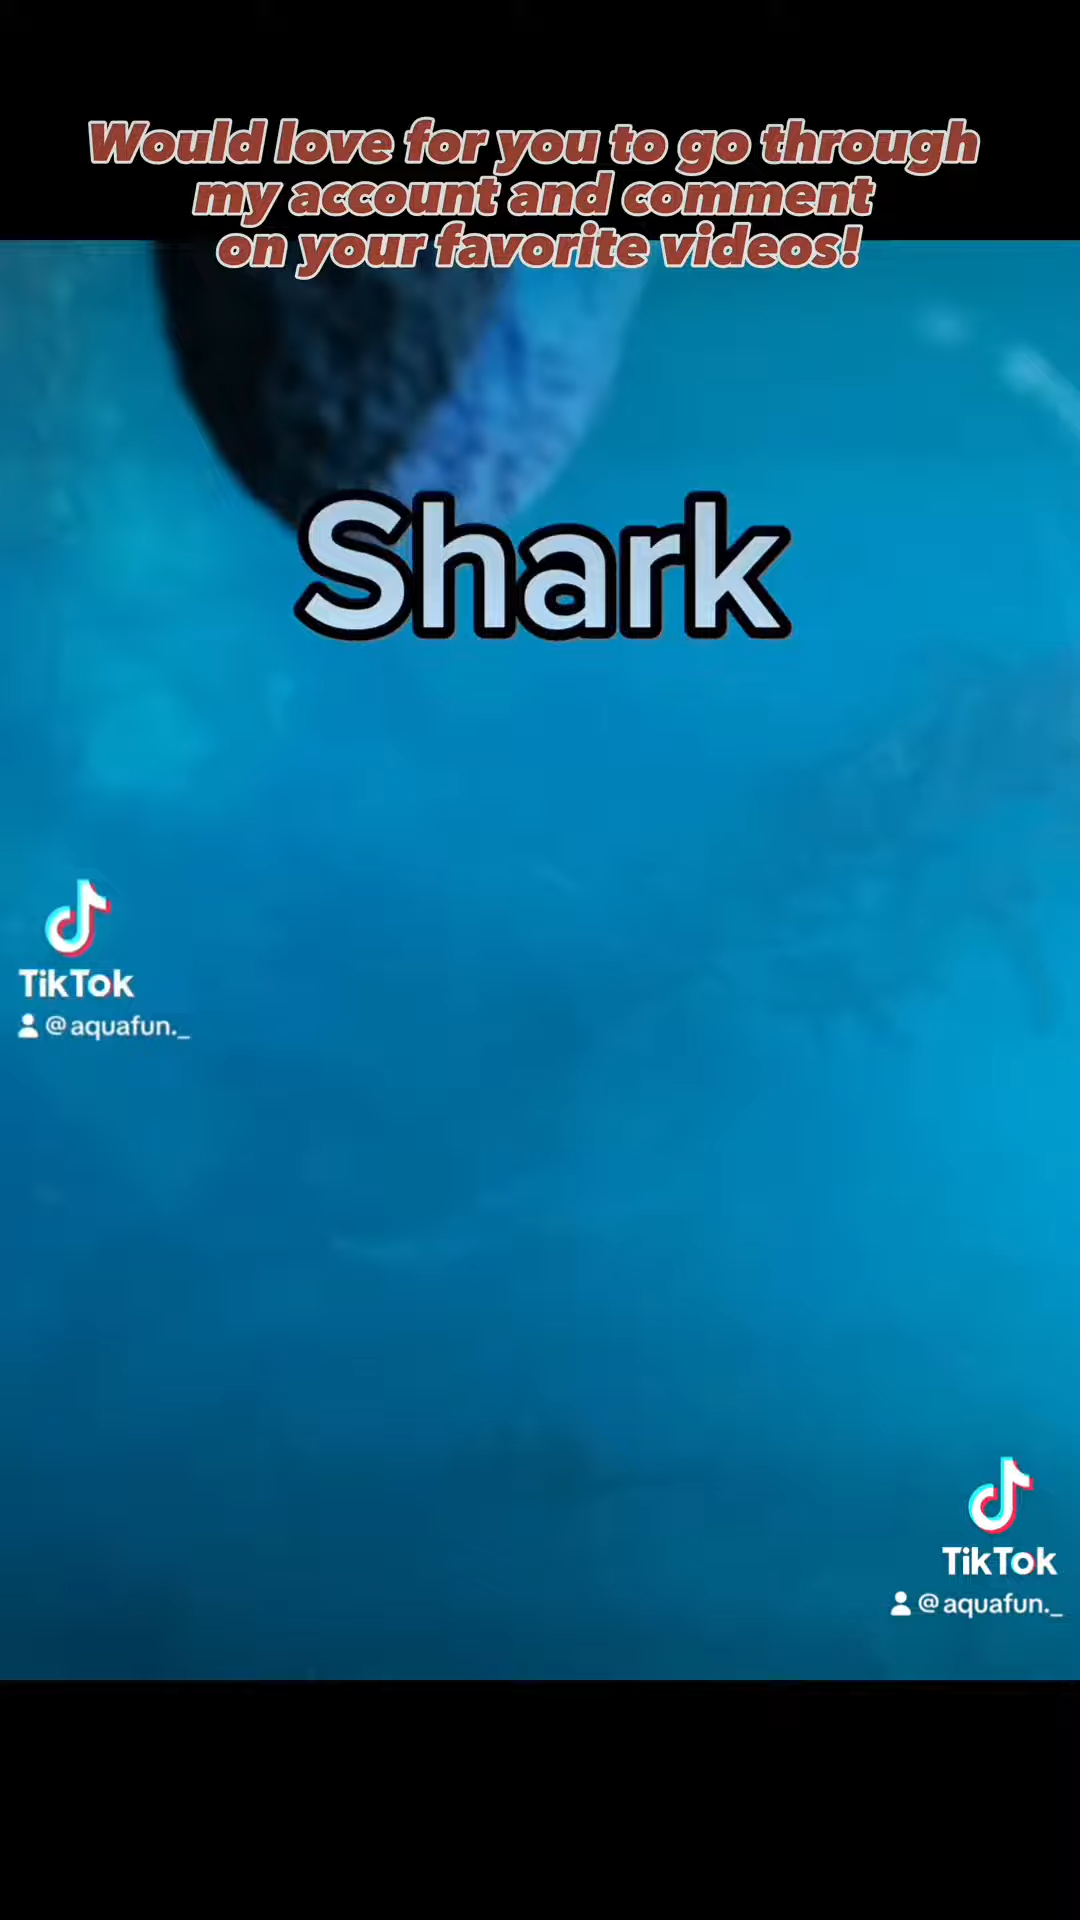 Would love for you to go through
my account and comment
on your favorite videos!
Shark
TikTok
@aquafun._
TikTok
@aquafun._